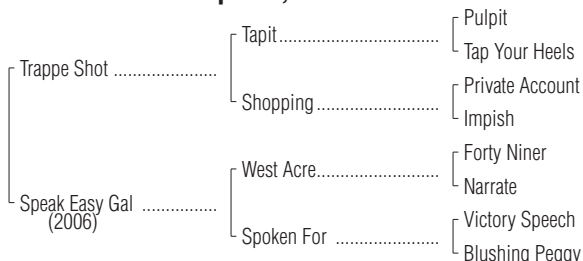 Pulpit
Tapit
Tap Your Heels
Trappe Shot
Private Account
Shopping
Impish
Forty Niner
West Acre
Narrate
Speak Easy Gal
(2006)
Victory Speech
Spoken For
Blushing Peggy